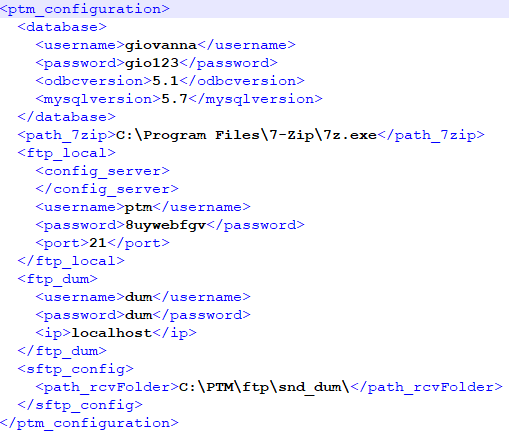 <ptm_configuration>
<database>
<username>giovanna</username>
<password>gio123</password>
<odbcversion>5.1</odbcversion>
<mysqlversion>5.7</mysqlversion>
</database>
<path_7zip>C:\Program Files\7-Zip\7z.exe</path_7zip>
<ftp_local>
<config_server>
</config_server>
<username>ptm</username>
<password>8uywebfgv</password>
<port>21</port>
</ftp_local>
<ftp_dum>
<username>dum</username>
<password>dum</password>
<ip>localhost</ip>
</ftp_dum>
<sftp_config>
<path_rcvFolder>C:\PTM\ftp\snd_dum\</path_rcvFolder>
</sftp_config>
</ptm_configuration>